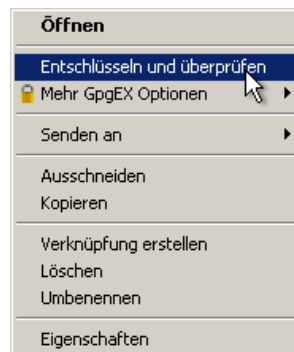 Öffnen
Entschlüsseln und überprüfen
Mehr GpgEX Optionen
Senden an
Ausschneiden
Kopieren
Verknüpfung erstellen
Löschen
Umbenennen
Eigenschaften